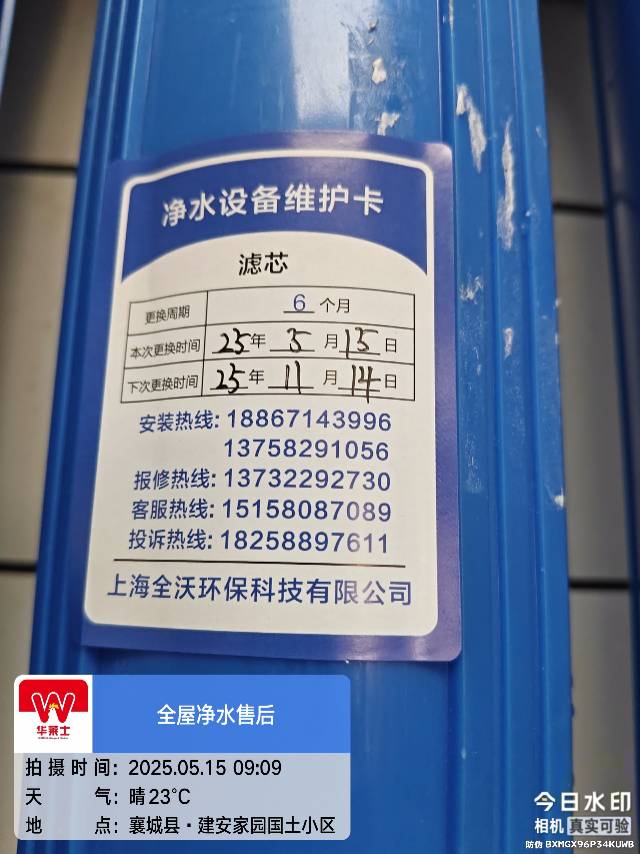 净水设备维护卡
滤芯
更换周期 6 个月
本次更换时间 25年 5 月 15 日
下次更换时间 25年 11 月 14 日
安装热线: 18867143996
13758291056
报修热线: 13732292730
客服热线: 15158087089
投诉热线: 18258897611
上海全沃环保科技有限公司
华莱士
全屋净水售后
拍摄时间: 2025.05.15 09:09
天气: 晴 23℃
地点: 襄城县·建安家园国土小区
今日水印
相机 真实可验
防伪 BXMGX96P34KUWB